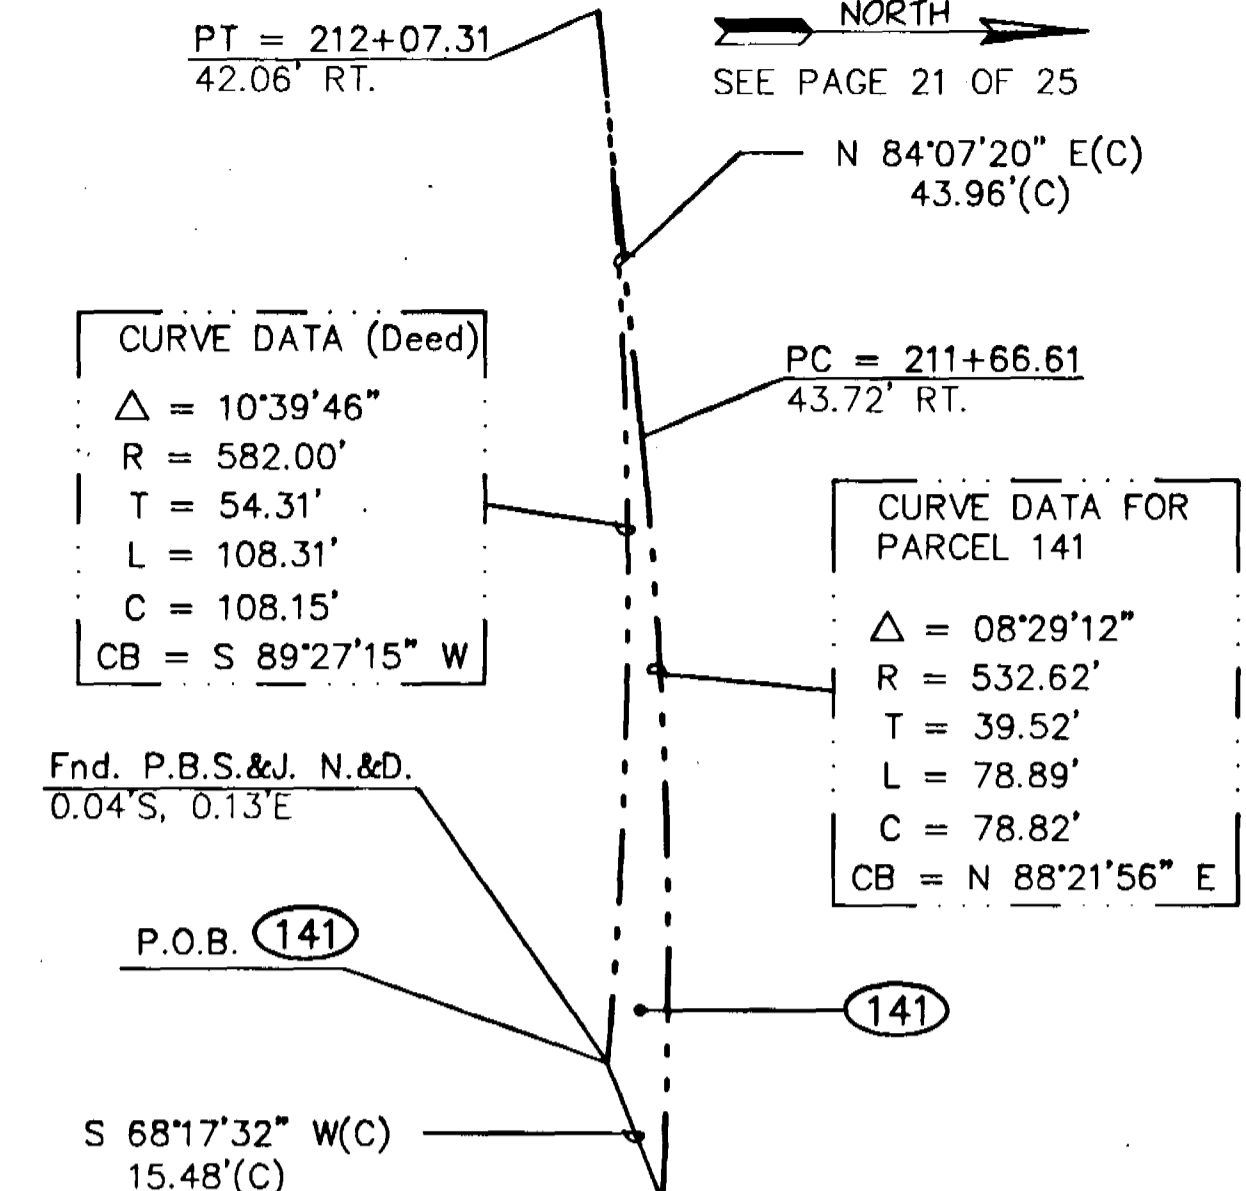 PT = 212+07.31
42.06' RT.
NORTH
SEE PAGE 21 OF 25
N 84°07'20" E(C)
43.96'(C)
CURVE DATA (Deed)
△ = 10°39'46"
R = 582.00'
T = 54.31'
L = 108.31'
C = 108.15'
CB = S 89°27'15" W
PC = 211+66.61
43.72' RT.
CURVE DATA FOR
PARCEL 141
△ = 08°29'12"
R = 532.62'
T = 39.52'
L = 78.89'
C = 78.82'
CB = N 88°21'56" E
Fnd. P.B.S.&J. N.&D.
0.04'S, 0.13'E
P.O.B. 141
141
S 68°17'32" W(C)
15.48'(C)